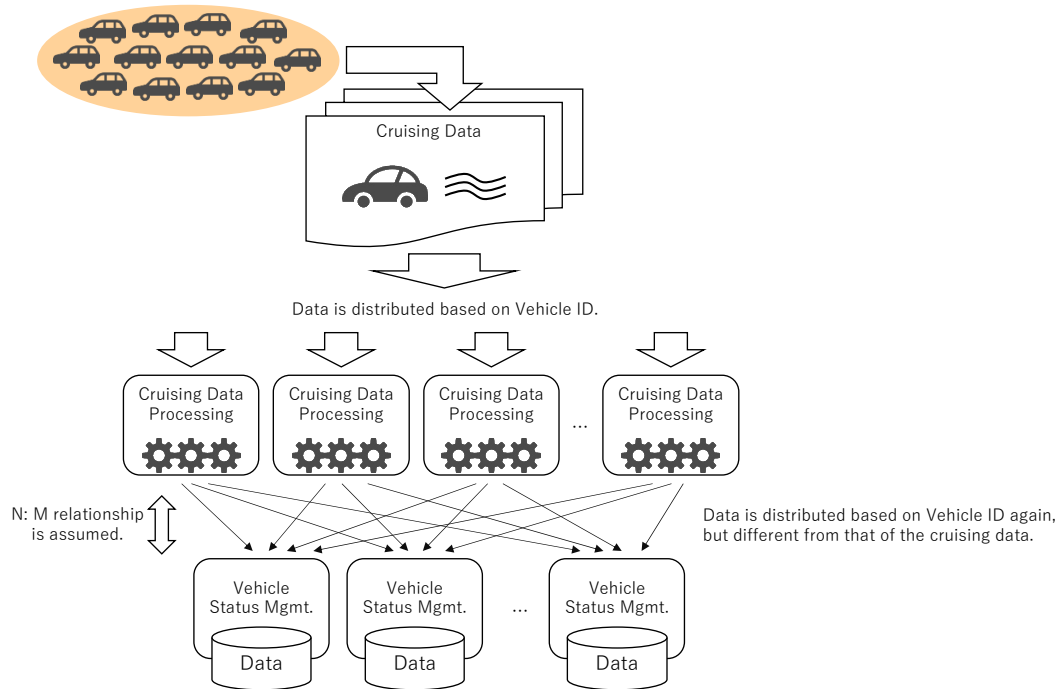 Cruising Data
Data is distributed based on Vehicle ID.
Cruising Data
Processing
Cruising Data
Processing
Cruising Data
Processing
...
Cruising Data
Processing
N: M relationship
is assumed.
Data is distributed based on Vehicle ID again,
but different from that of the cruising data.
Vehicle
Status Mgmt.
Data
Vehicle
Status Mgmt.
Data
...
Vehicle
Status Mgmt.
Data